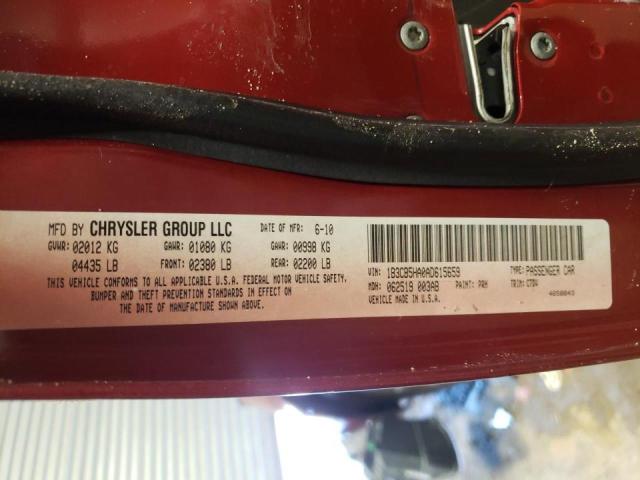 MFD BY CHRYSLER GROUP LLC DATE OF MFR: 6-10
GVWR: 02012 KG GAWR: 01080 KG GAWR: 00998 KG
04435 LB FRONT: 02380 LB REAR: 02200 LB
THIS VEHICLE CONFORMS TO ALL APPLICABLE U.S.A. FEDERAL MOTOR VEHICLE SAFETY,
BUMPER AND THEFT PREVENTION STANDARDS IN EFFECT ON
THE DATE OF MANUFACTURE SHOWN ABOVE.
VIN: 1B3CB5HA0AD615659 TYPE: PASSENGER CAR
MDH: 062519 003AB PAINT: PRH TRIM: C7DV
VEHICLE MADE IN U.S.A. 4658043